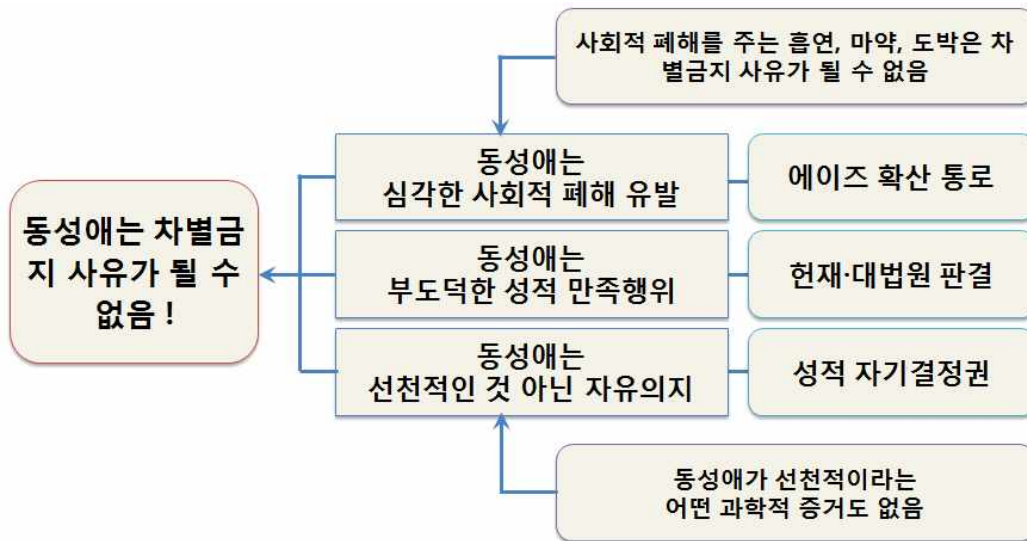 사회적 폐해를 주는 흡연, 마약, 도박은 차
별금지 사유가 될 수 없음
동성애는
심각한 사회적 폐해 유발
에이즈 확산 통로
동성애는 차별금
지 사유가 될 수
없음 !
동성애는
부도덕한 성적 만족행위
헌재·대법원 판결
동성애는
선천적인 것 아닌 자유의지
성적 자기결정권
동성애가 선천적이라는
어떤 과학적 증거도 없음